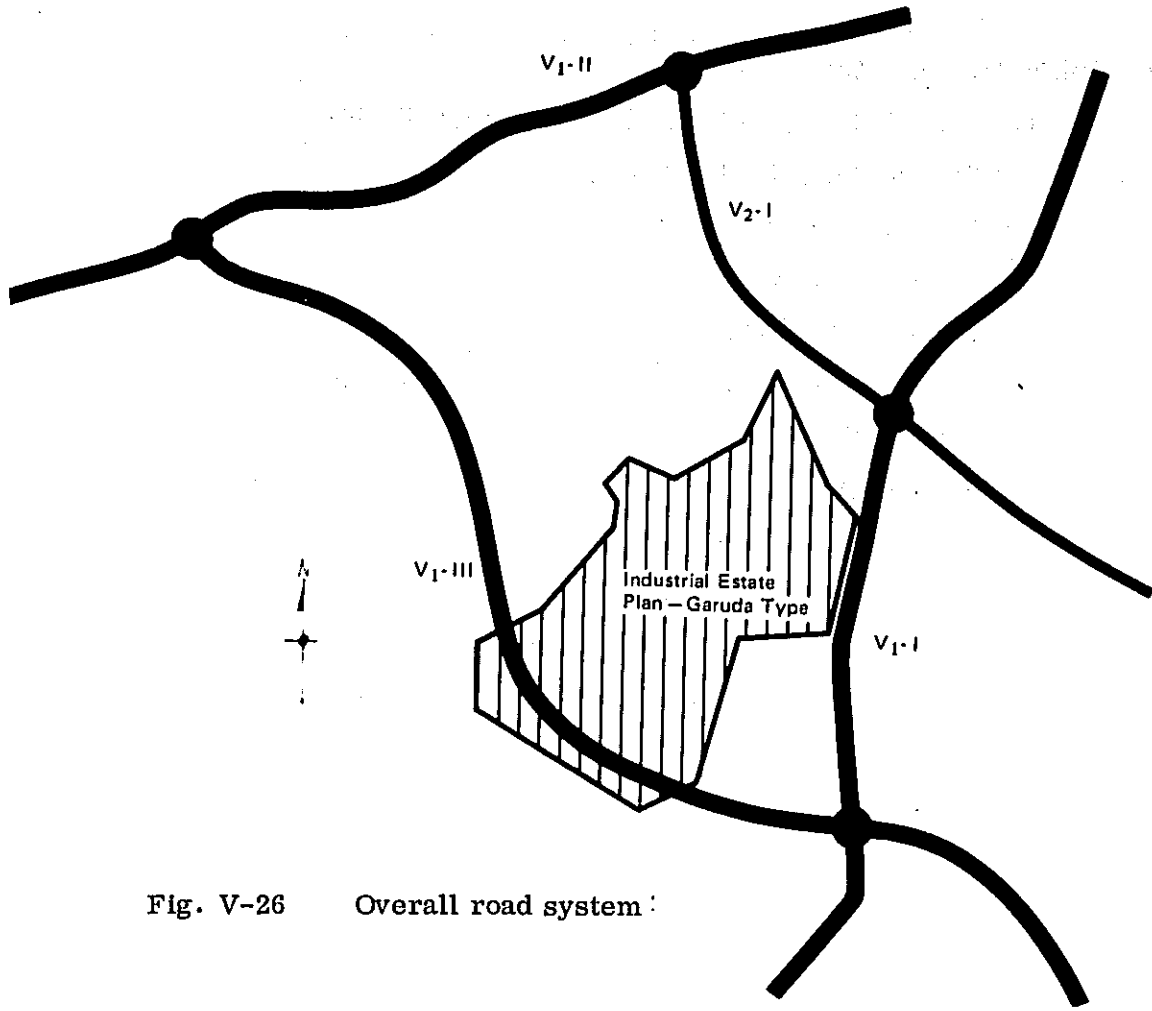 V₁-II
V₂-I
Industrial Estate
Plan – Garuda Type
V₁-III
V₁-I
N
Fig. V-26 Overall road system